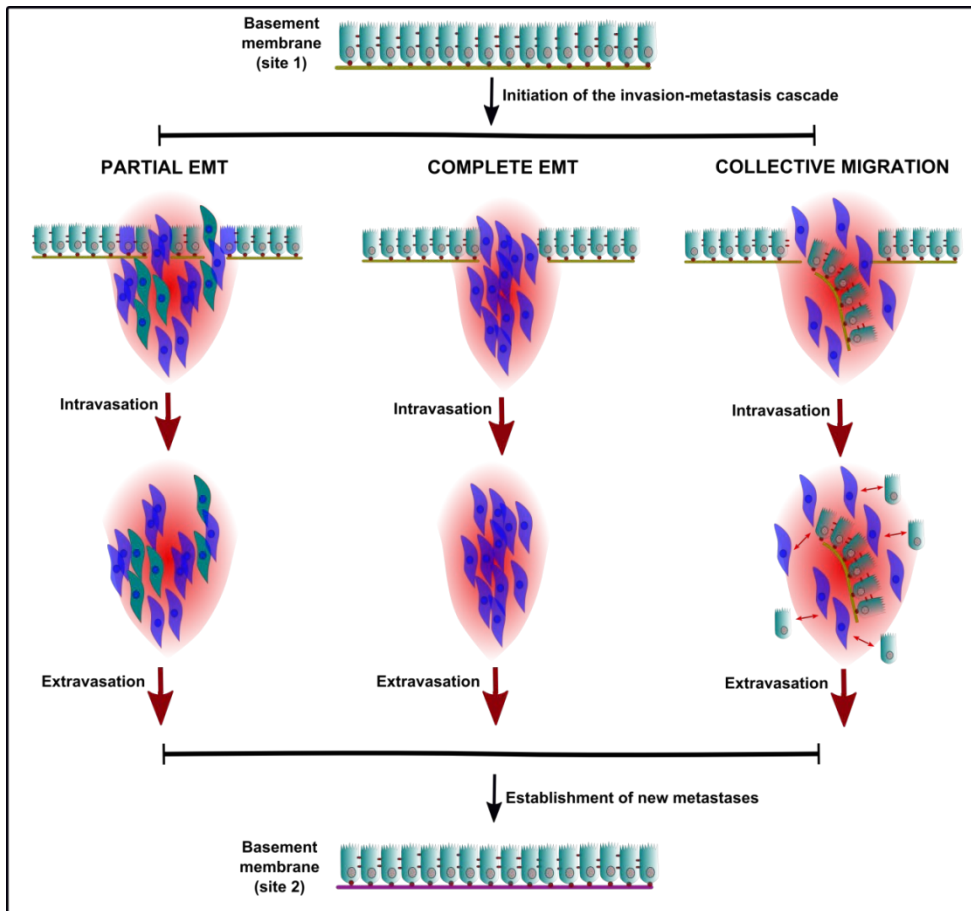 Basement
membrane
(site 1)
Initiation of the invasion-metastasis cascade
PARTIAL EMT
COMPLETE EMT
COLLECTIVE MIGRATION
Intravasation
Intravasation
Intravasation
Extravasation
Extravasation
Extravasation
Establishment of new metastases
Basement
membrane
(site 2)